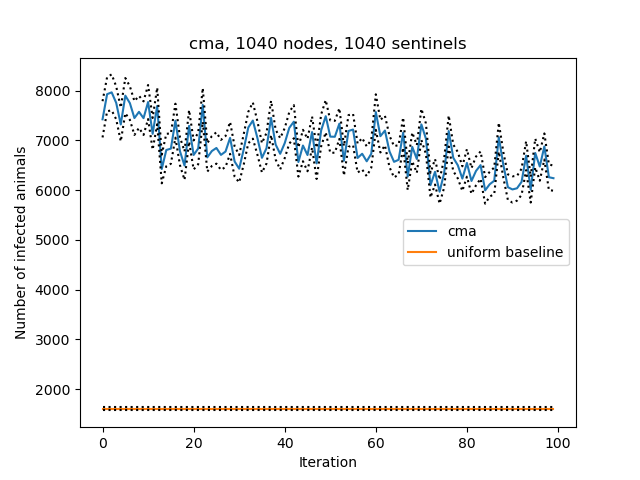 cma, 1040 nodes, 1040 sentinels
8000
7000
6000
5000
4000
3000
2000
Number of infected animals
cma
uniform baseline
0 20 40 60 80 100
Iteration